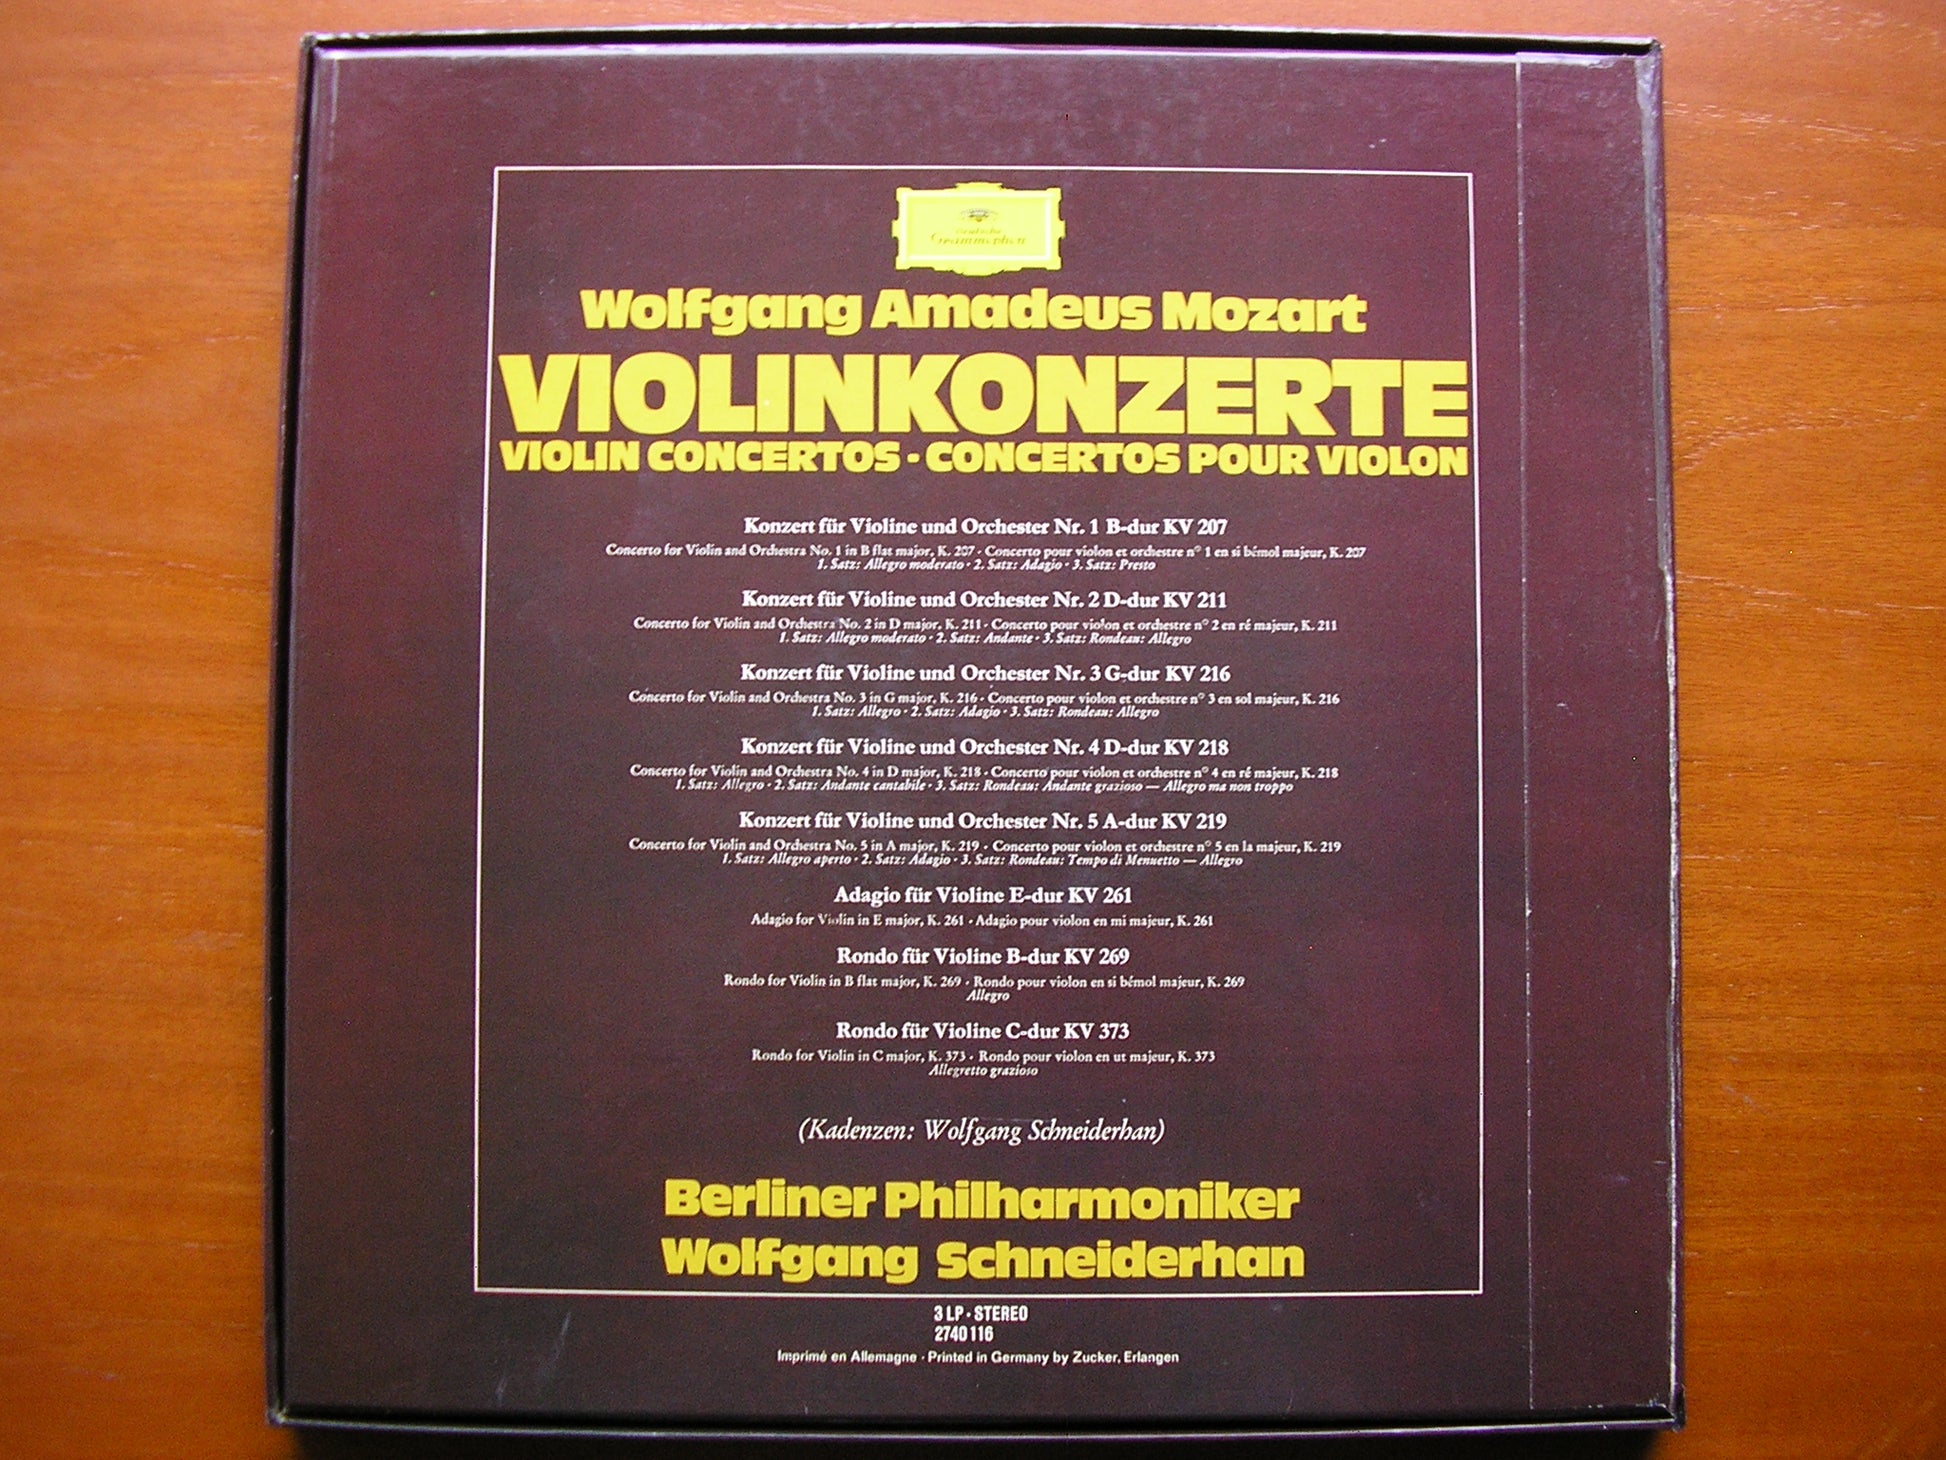 Deutsche
Grammophon
Wolfgang Amadeus Mozart
VIOLINKONZERTE
VIOLIN CONCERTOS · CONCERTOS POUR VIOLON
Konzert für Violine und Orchester Nr. 1 B-dur KV 207
Concerto for Violin and Orchestra No. 1 in B flat major, K. 207 · Concerto pour violon et orchestre n° 1 en si bémol majeur, K. 207
1. Satz: Allegro moderato · 2. Satz: Adagio · 3. Satz: Presto
Konzert für Violine und Orchester Nr. 2 D-dur KV 211
Concerto for Violin and Orchestra No. 2 in D major, K. 211 · Concerto pour violon et orchestre n° 2 en ré majeur, K. 211
1. Satz: Allegro moderato · 2. Satz: Andante · 3. Satz: Rondeau: Allegro
Konzert für Violine und Orchester Nr. 3 G-dur KV 216
Concerto for Violin and Orchestra No. 3 in G major, K. 216 · Concerto pour violon et orchestre n° 3 en sol majeur, K. 216
1. Satz: Allegro · 2. Satz: Adagio · 3. Satz: Rondeau: Allegro
Konzert für Violine und Orchester Nr. 4 D-dur KV 218
Concerto for Violin and Orchestra No. 4 in D major, K. 218 · Concerto pour violon et orchestre n° 4 en ré majeur, K. 218
1. Satz: Allegro · 2. Satz: Andante cantabile · 3. Satz: Rondeau: Andante grazioso — Allegro ma non troppo
Konzert für Violine und Orchester Nr. 5 A-dur KV 219
Concerto for Violin and Orchestra No. 5 in A major, K. 219 · Concerto pour violon et orchestre n° 5 en la majeur, K. 219
1. Satz: Allegro aperto · 2. Satz: Adagio · 3. Satz: Rondeau: Tempo di Menuetto — Allegro
Adagio für Violine E-dur KV 261
Adagio for Violin in E major, K. 261 · Adagio pour violon en mi majeur, K. 261
Rondo für Violine B-dur KV 269
Rondo for Violin in B flat major, K. 269 · Rondo pour violon en si bémol majeur, K. 269
Allegro
Rondo für Violine C-dur KV 373
Rondo for Violin in C major, K. 373 · Rondo pour violon en ut majeur, K. 373
Allegretto grazioso
(Kadenzen: Wolfgang Schneiderhan)
Berliner Philharmoniker
Wolfgang Schneiderhan
3 LP · STEREO
2740 116
Imprimé en Allemagne · Printed in Germany by Zucker, Erlangen